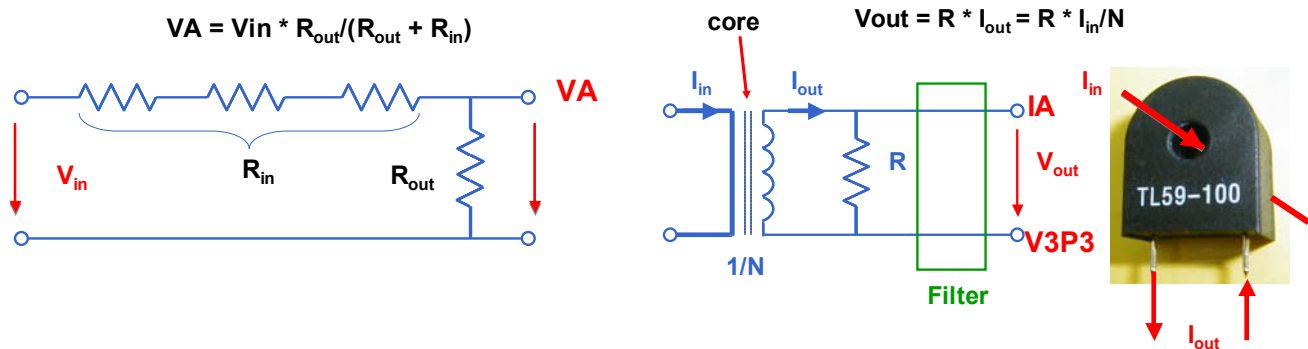 VA = Vin * Rout/(Rout + Rin)
VA
Vin
Rin
Rout
Vout = R * Iout = R * Iin/N
core
Iin
Iout
IA
R
Vout
V3P3
1/N
Filter
Iin
TL59-100
Iout